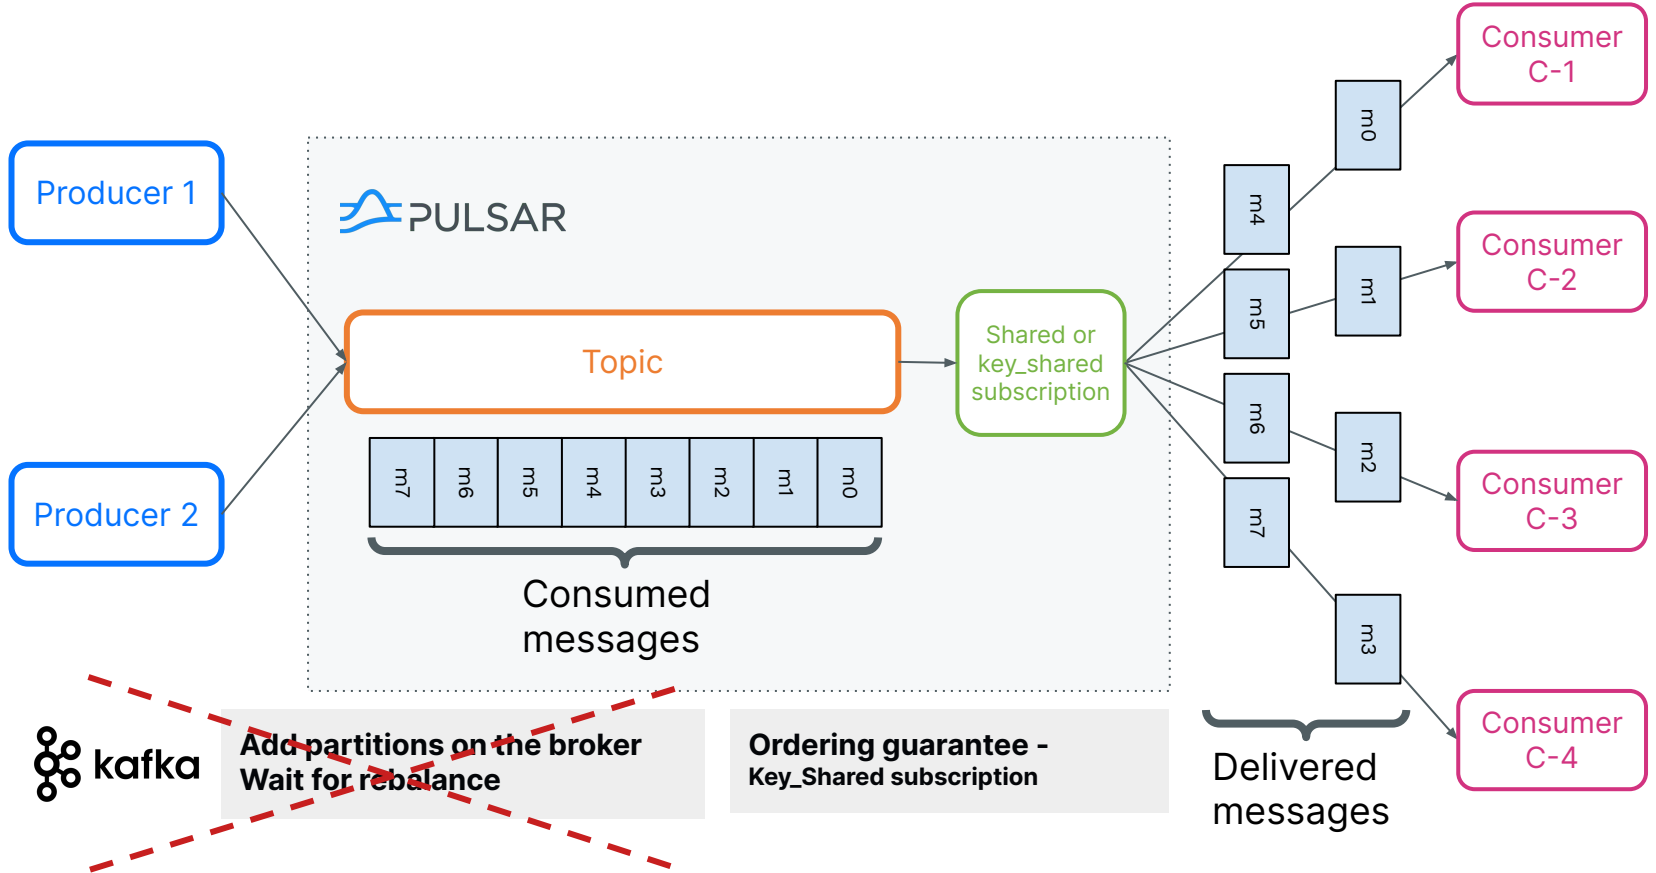 Producer 1
Producer 2
PULSAR
Topic
m7
m6
m5
m4
m3
m2
m1
m0
Consumed
messages
Shared or
key_shared
subscription
m4
m0
m5
m1
m6
m2
m7
m3
Consumer
C-1
Consumer
C-2
Consumer
C-3
Consumer
C-4
kafka
Add partitions on the broker
Wait for rebalance
Ordering guarantee -
Key_Shared subscription
Delivered
messages